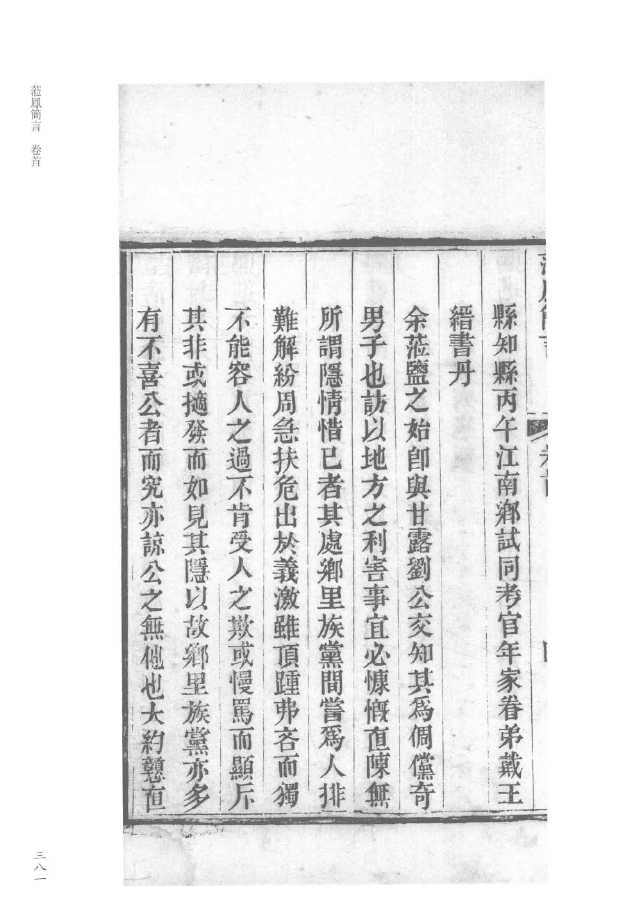 縣知縣丙午江南鄉試同考官年家眷弟戴王
縉書丹
余蒞鹽之始卽與甘露劉公交知其爲倜儻奇
男子也訪以地方之利害事宜必慷慨直陳無
所謂隱情惜已者其處鄉里族黨間嘗爲人排
難解紛周急扶危出於義激雖頂踵弗吝而獨
不能容人之過不肯受人之欺或慢罵而顯斥
其非或擿發而如見其隱以故鄉里族黨亦多
有不喜公者而究亦諒公之無他也大約戇直
蒞鳳簡言　卷首
三八一